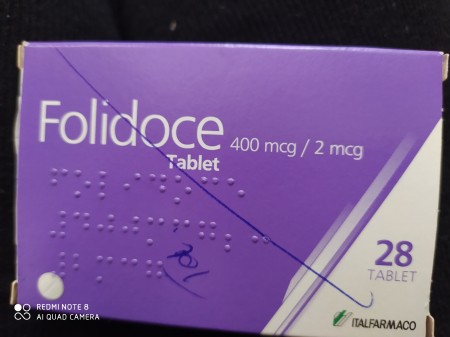 Folidoce 400 mcg / 2 mcg
Tablet
28
TABLET
ITALFARMACO
REDMI NOTE 8
AI QUAD CAMERA